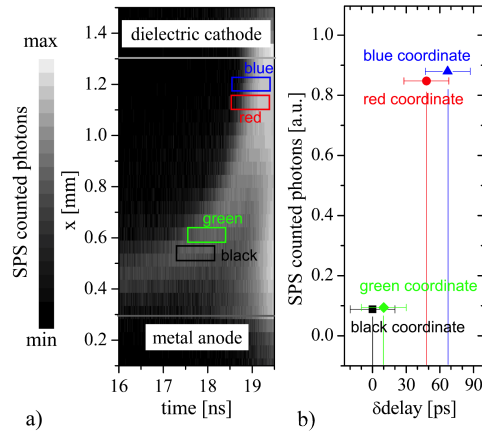 max
SPS counted photons
min
a)
x [mm]
1.4
1.2
1.0
0.8
0.6
0.4
0.2
dielectric cathode
blue
red
green
black
metal anode
16 17 18 19
time [ns]
b)
SPS counted photons [a.u.]
1.0
0.8
0.6
0.4
0.2
0.0
blue coordinate
red coordinate
green coordinate
black coordinate
0 30 60 90
δdelay [ps]